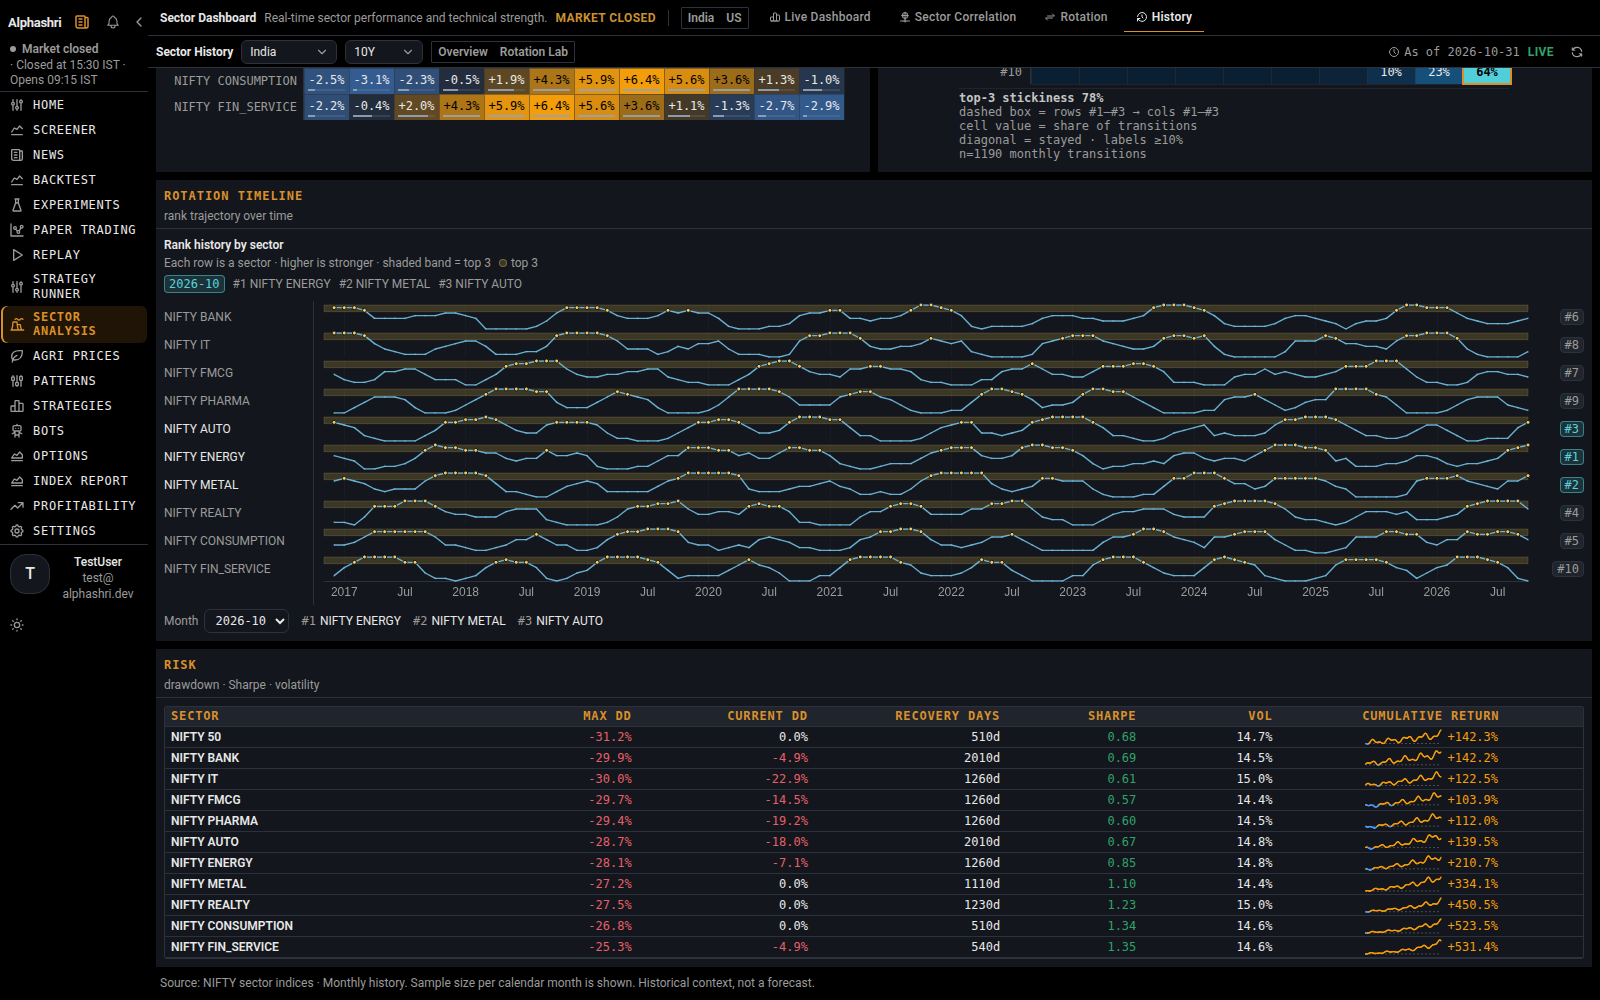 Alphashri
Market closed
· Closed at 15:30 IST ·
Opens 09:15 IST
HOME
SCREENER
NEWS
BACKTEST
EXPERIMENTS
PAPER TRADING
REPLAY
STRATEGY
RUNNER
SECTOR
ANALYSIS
AGRI PRICES
PATTERNS
STRATEGIES
BOTS
OPTIONS
INDEX REPORT
PROFITABILITY
SETTINGS
T
TestUser
test@
alphashri.dev
Sector Dashboard Real-time sector performance and technical strength. MARKET CLOSED India US Live Dashboard Sector Correlation Rotation History
Sector History India 10Y Overview Rotation Lab As of 2026-10-31 LIVE
NIFTY CONSUMPTION -2.5% -3.1% -2.3% -0.5% +1.9% +4.3% +5.9% +6.4% +5.6% +3.6% +1.3% -1.0%
NIFTY FIN_SERVICE -2.2% -0.4% +2.0% +4.3% +5.9% +6.4% +5.6% +3.6% +1.1% -1.3% -2.7% -2.9%
#10 10% 23% 64%
top-3 stickiness 78%
dashed box = rows #1–#3 → cols #1–#3
cell value = share of transitions
diagonal = stayed · labels ≥10%
n=1190 monthly transitions
ROTATION TIMELINE
rank trajectory over time
Rank history by sector
Each row is a sector · higher is stronger · shaded band = top 3 top 3
2026-10 #1 NIFTY ENERGY #2 NIFTY METAL #3 NIFTY AUTO
NIFTY BANK #6
NIFTY IT #8
NIFTY FMCG #7
NIFTY PHARMA #9
NIFTY AUTO #3
NIFTY ENERGY #1
NIFTY METAL #2
NIFTY REALTY #4
NIFTY CONSUMPTION #5
NIFTY FIN_SERVICE #10
2017 Jul 2018 Jul 2019 Jul 2020 Jul 2021 Jul 2022 Jul 2023 Jul 2024 Jul 2025 Jul 2026 Jul
Month 2026-10 #1 NIFTY ENERGY #2 NIFTY METAL #3 NIFTY AUTO
RISK
drawdown · Sharpe · volatility
SECTOR MAX DD CURRENT DD RECOVERY DAYS SHARPE VOL CUMULATIVE RETURN
NIFTY 50 -31.2% 0.0% 510d 0.68 14.7% +142.3%
NIFTY BANK -29.9% -4.9% 2010d 0.69 14.5% +142.2%
NIFTY IT -30.0% -22.9% 1260d 0.61 15.0% +122.5%
NIFTY FMCG -29.7% -14.5% 1260d 0.57 14.4% +103.9%
NIFTY PHARMA -29.4% -19.2% 1260d 0.60 14.5% +112.0%
NIFTY AUTO -28.7% -18.0% 2010d 0.67 14.8% +139.5%
NIFTY ENERGY -28.1% -7.1% 1260d 0.85 14.8% +210.7%
NIFTY METAL -27.2% 0.0% 1110d 1.10 14.4% +334.1%
NIFTY REALTY -27.5% 0.0% 1230d 1.23 15.0% +450.5%
NIFTY CONSUMPTION -26.8% 0.0% 510d 1.34 14.6% +523.5%
NIFTY FIN_SERVICE -25.3% -4.9% 540d 1.35 14.6% +531.4%
Source: NIFTY sector indices · Monthly history. Sample size per calendar month is shown. Historical context, not a forecast.